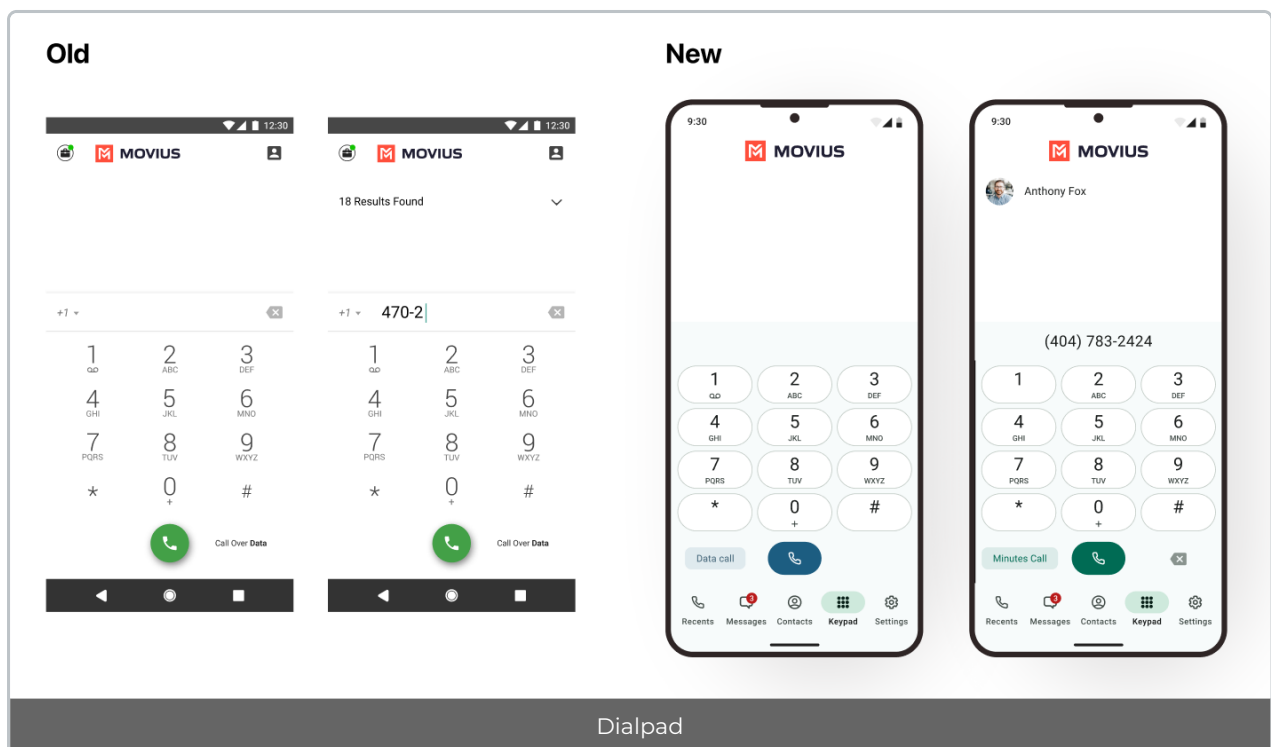 Old
New
12:30
MOVIUS
+1
1
2
ABC
3
DEF
4
GHI
5
JKL
6
MNO
7
PQRS
8
TUV
9
WXYZ
*
0
+
#
Call Over Data
12:30
MOVIUS
18 Results Found
+1
470-2
1
2
ABC
3
DEF
4
GHI
5
JKL
6
MNO
7
PQRS
8
TUV
9
WXYZ
*
0
+
#
Call Over Data
9:30
MOVIUS
1
2
ABC
3
DEF
4
GHI
5
JKL
6
MNO
7
PQRS
8
TUV
9
WXYZ
*
0
+
#
Data call
3
Recents
Messages
Contacts
Keypad
Settings
9:30
MOVIUS
Anthony Fox
(404) 783-2424
1
2
ABC
3
DEF
4
GHI
5
JKL
6
MNO
7
PQRS
8
TUV
9
WXYZ
*
0
+
#
Minutes Call
3
Recents
Messages
Contacts
Keypad
Settings
Dialpad